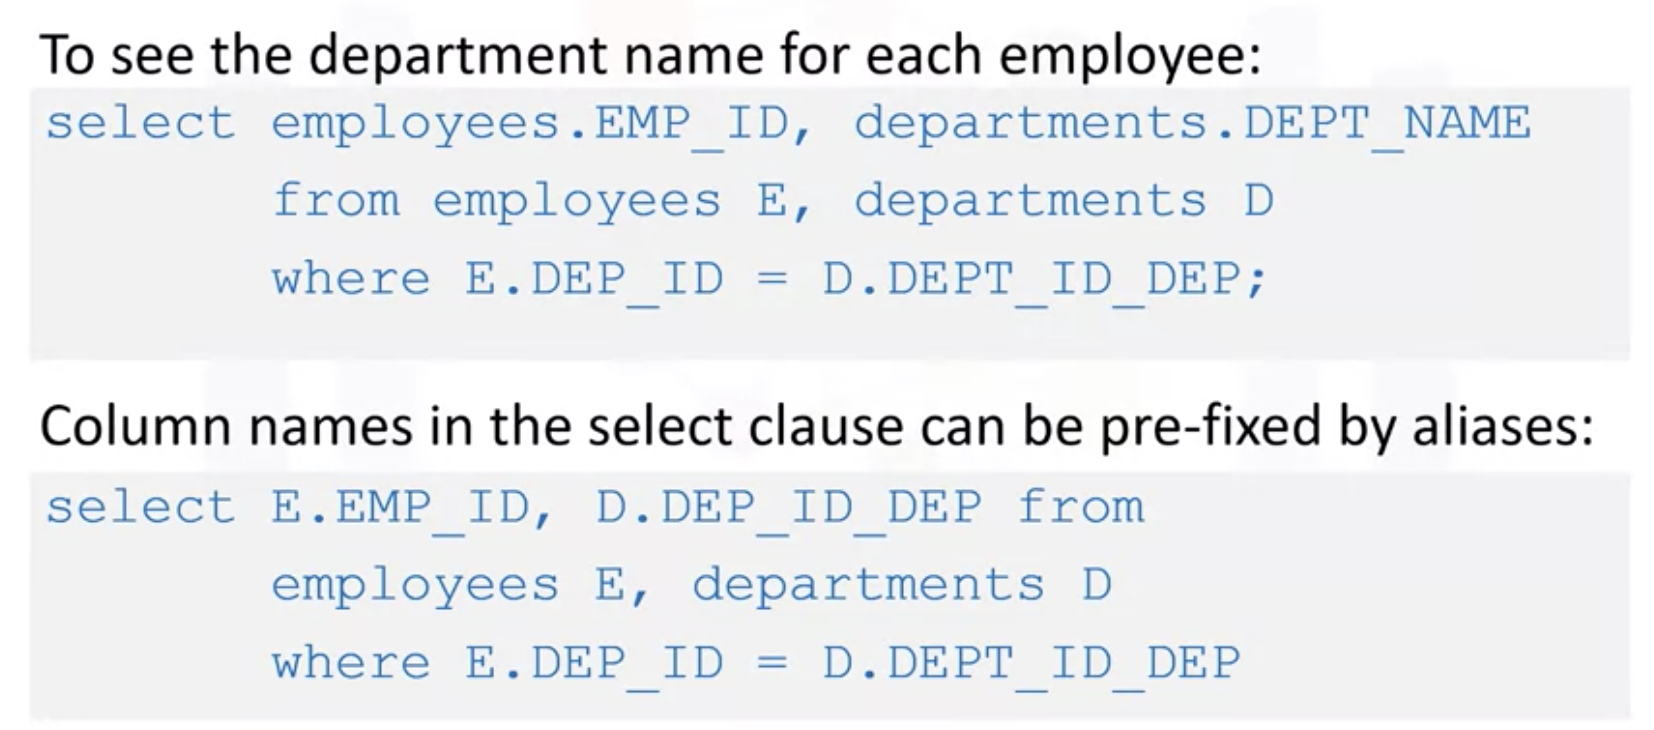 To see the department name for each employee:
select employees.EMP_ID, departments.DEPT_NAME
from employees E, departments D
where E.DEP_ID = D.DEPT_ID_DEP;
Column names in the select clause can be pre-fixed by aliases:
select E.EMP_ID, D.DEP_ID_DEP from
employees E, departments D
where E.DEP_ID = D.DEPT_ID_DEP